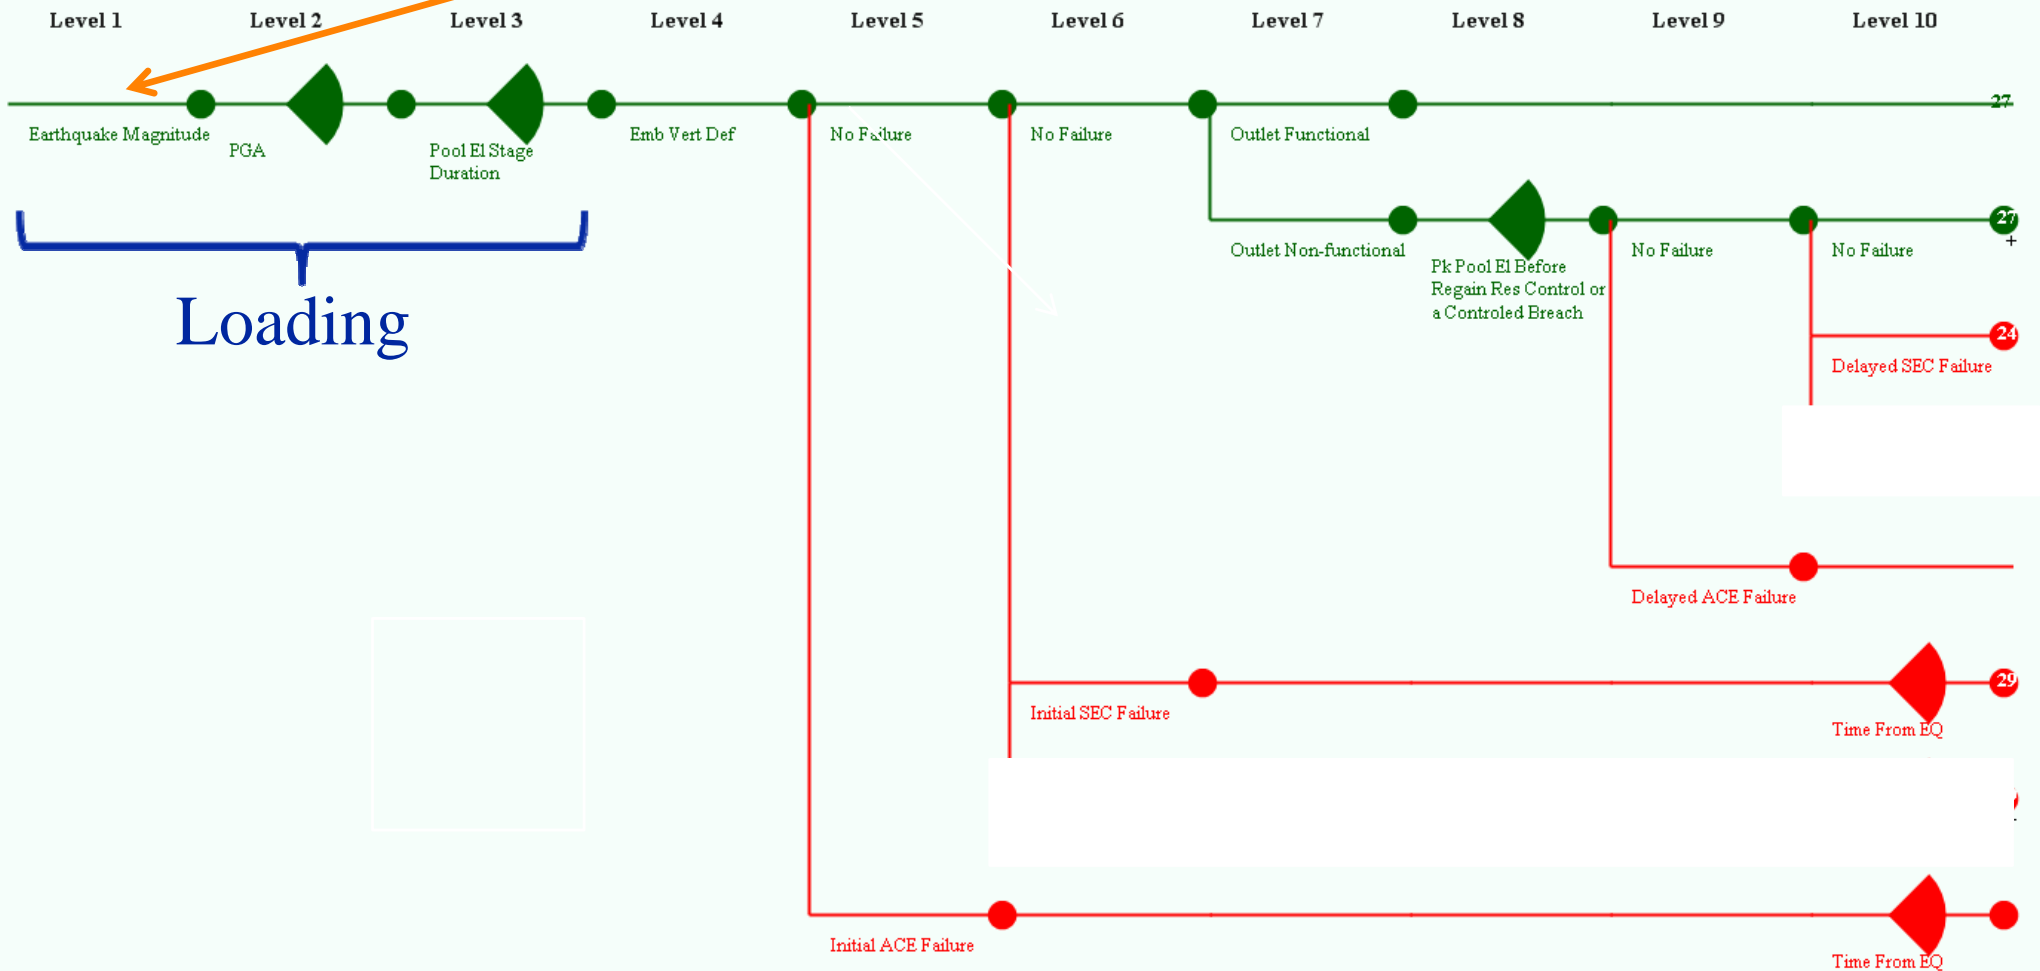 Level 1 Level 2 Level 3 Level 4 Level 5 Level 6 Level 7 Level 8 Level 9 Level 10
27
Earthquake Magnitude
PGA
Pool El Stage
Duration
Emb Vert Def
No Failure
No Failure
Outlet Functional
27
+
Outlet Non-functional
Pk Pool El Before
Regain Res Control or
a Controled Breach
No Failure
No Failure
Loading
24
Delayed SEC Failure
Delayed ACE Failure
29
Initial SEC Failure
Time From EQ
Initial ACE Failure
Time From EQ